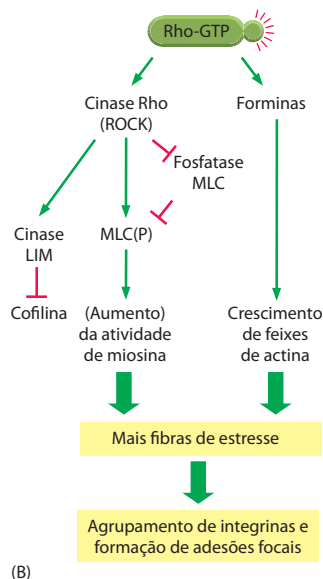 Rho-GTP
Cinase Rho
(ROCK)
Forminas
Fosfatase
MLC
Cinase
LIM
MLC(P)
Cofilina
(Aumento)
da atividade
de miosina
Crescimento
de feixes
de actina
Mais fibras de estresse
Agrupamento de integrinas e
formação de adesões focais
(B)